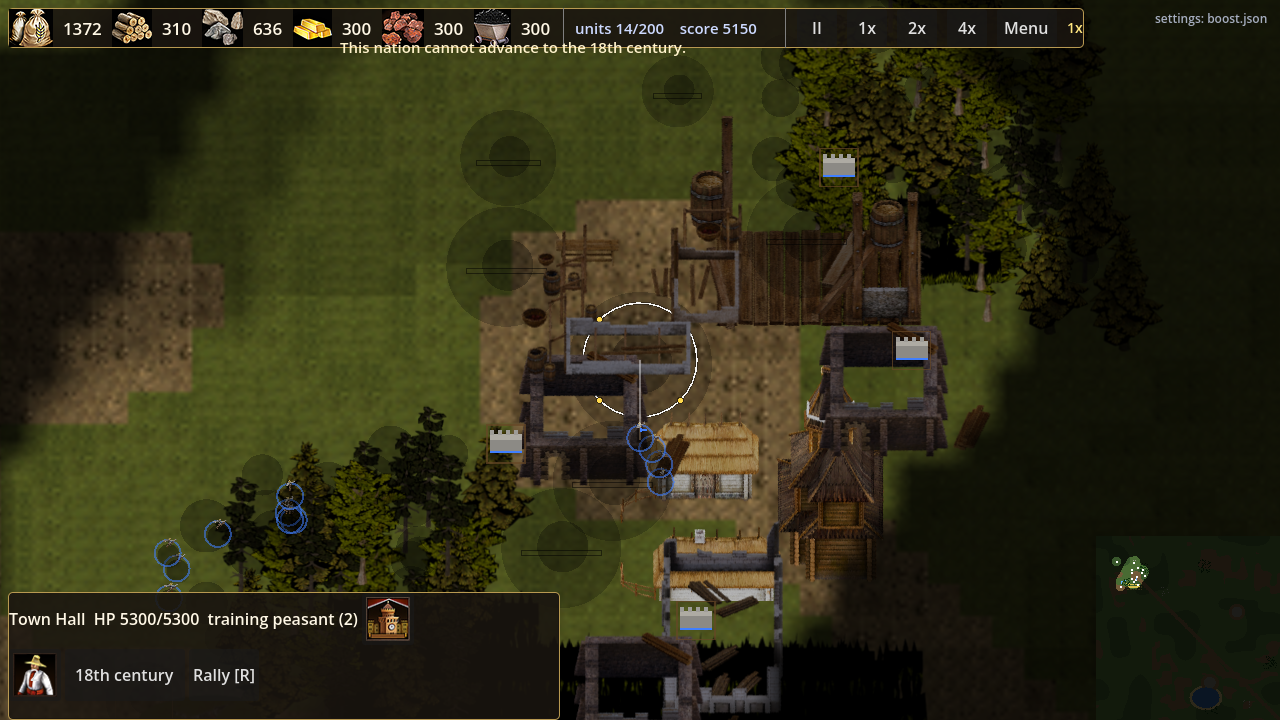 1372 310 636 300 300 300 units 14/200 score 5150 II 1x 2x 4x Menu 1x
settings: boost.json
This nation cannot advance to the 18th century.
Town Hall HP 5300/5300 training peasant (2)
18th century Rally [R]